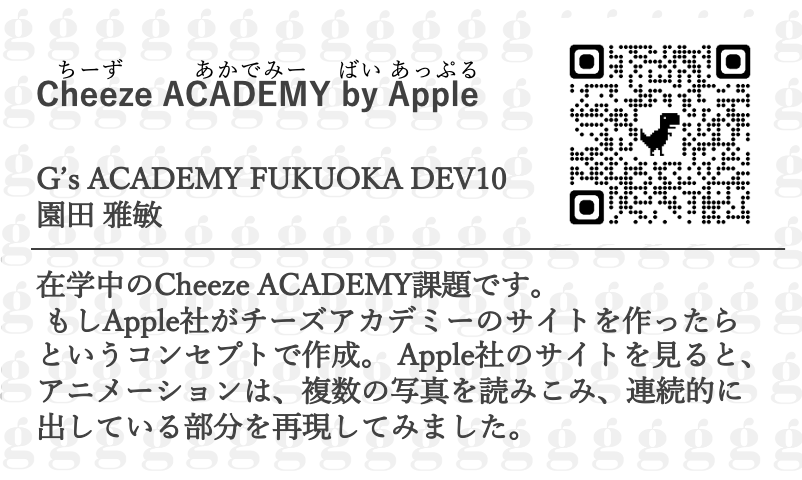 ちーず あかでみー ばい あっぷる
Cheeze ACADEMY by Apple
G's ACADEMY FUKUOKA DEV10
園田 雅敏
在学中のCheeze ACADEMY課題です。
もしApple社がチーズアカデミーのサイトを作ったら
というコンセプトで作成。 Apple社のサイトを見ると、
アニメーションは、複数の写真を読みこみ、連続的に
出している部分を再現してみました。